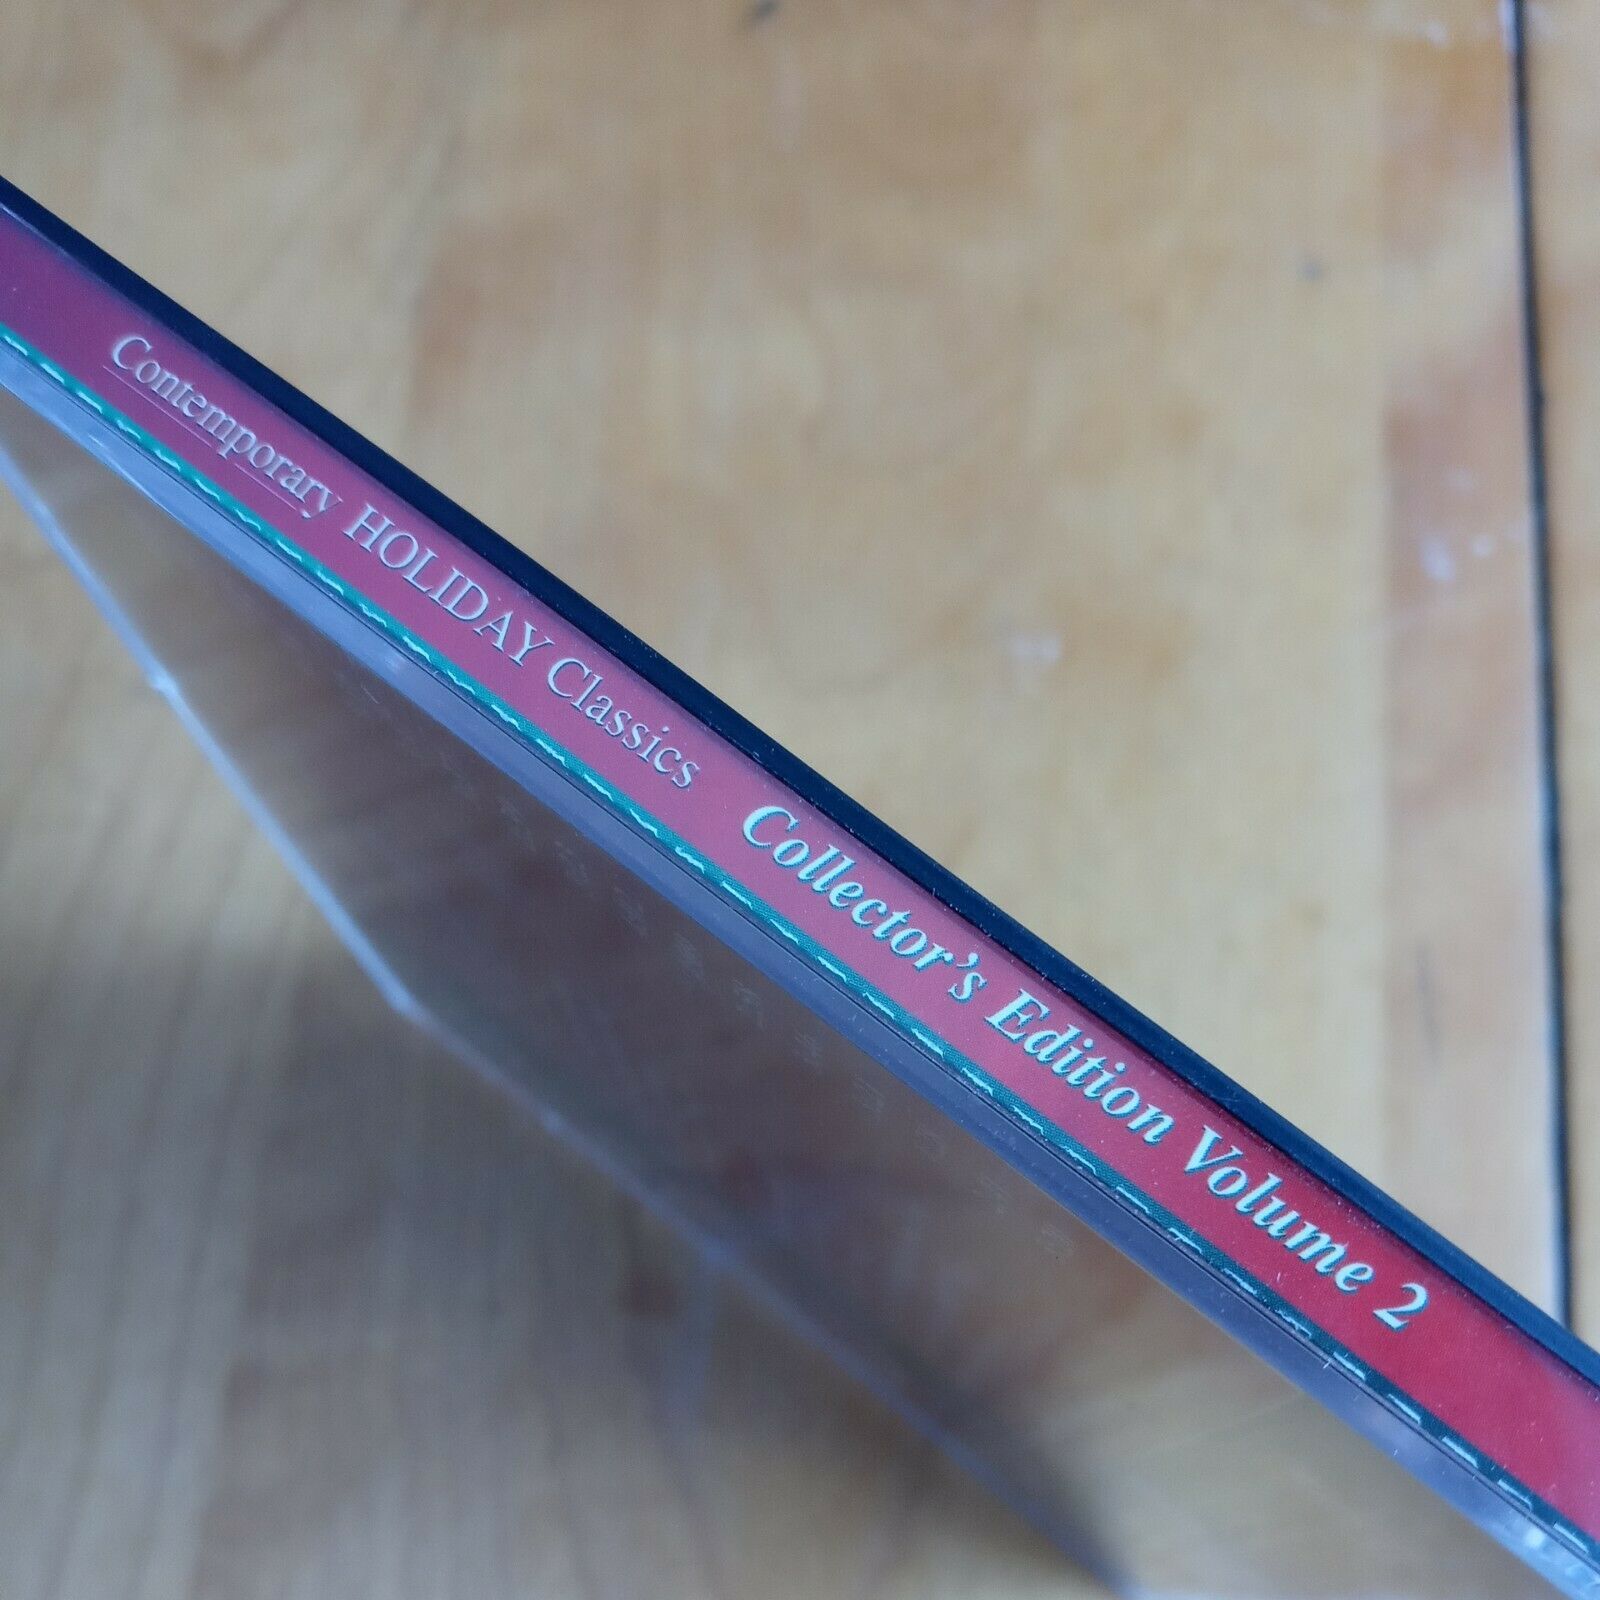 Contemporary HOLIDAY Classics Collector's Edition Volume 2